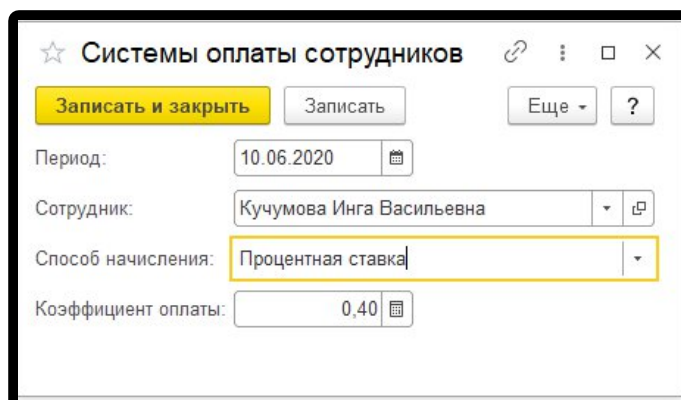 Системы оплаты сотрудников
Записать и закрыть Записать Еще ?
Период: 10.06.2020
Сотрудник: Кучумова Инга Васильевна
Способ начисления: Процентная ставка
Коэффициент оплаты: 0,40